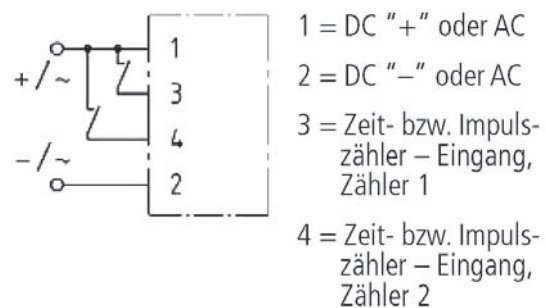 +/~
-/~
1
3
4
2
1 = DC "+" oder AC
2 = DC "–" oder AC
3 = Zeit- bzw. Impuls-
zähler – Eingang,
Zähler 1
4 = Zeit- bzw. Impuls-
zähler – Eingang,
Zähler 2